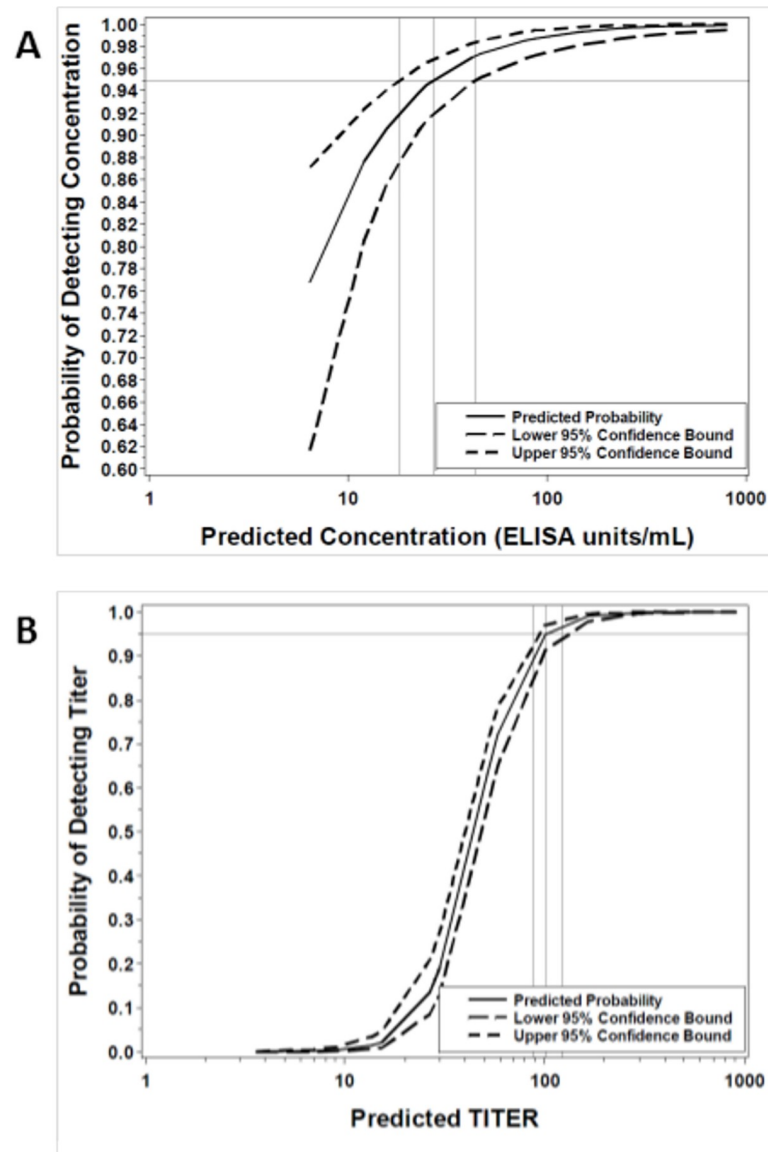 A
Probability of Detecting Concentration
1.00
0.98
0.96
0.94
0.92
0.90
0.88
0.86
0.84
0.82
0.80
0.78
0.76
0.74
0.72
0.70
0.68
0.66
0.64
0.62
0.60
Predicted Probability
Lower 95% Confidence Bound
Upper 95% Confidence Bound
1 10 100 1000
Predicted Concentration (ELISA units/mL)
B
Probability of Detecting Titer
1.0
0.9
0.8
0.7
0.6
0.5
0.4
0.3
0.2
0.1
0.0
Predicted Probability
Lower 95% Confidence Bound
Upper 95% Confidence Bound
1 10 100 1000
Predicted TITER